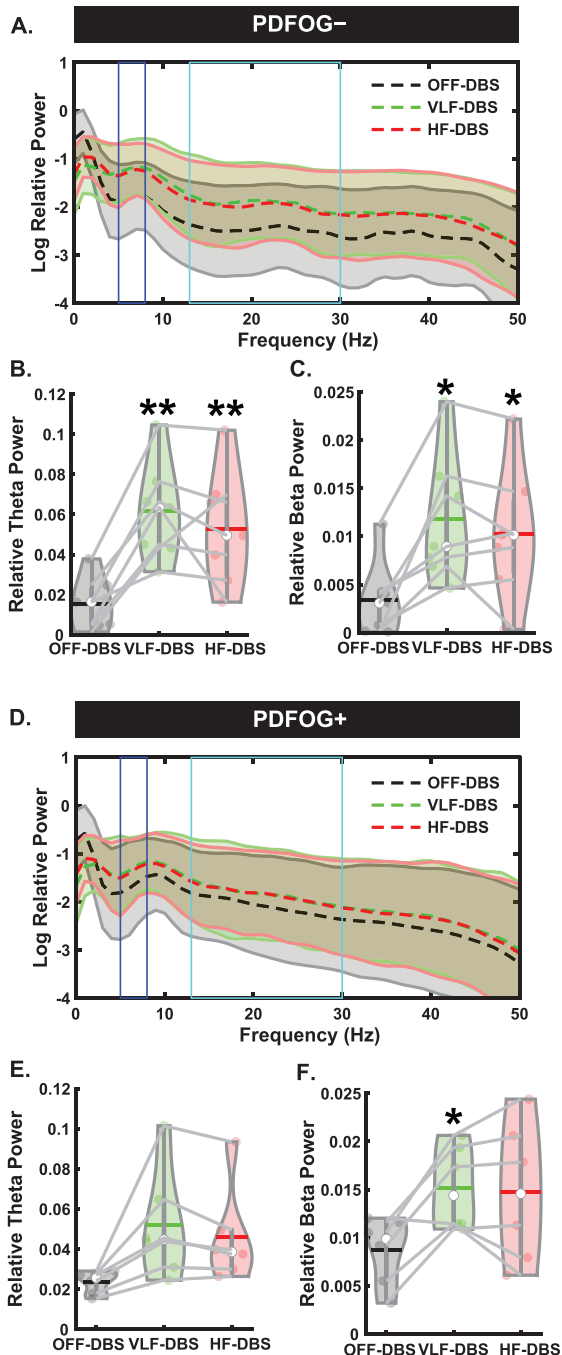 A.
PDFOG−
Log Relative Power
1
0
-1
-2
-3
-4
OFF-DBS
VLF-DBS
HF-DBS
0 10 20 30 40 50
Frequency (Hz)
B.
Relative Theta Power
0.12
0.1
0.08
0.06
0.04
0.02
0
** **
OFF-DBS VLF-DBS HF-DBS
C.
Relative Beta Power
0.025
0.02
0.015
0.01
0.005
0
* *
OFF-DBS VLF-DBS HF-DBS
D.
PDFOG+
Log Relative Power
1
0
-1
-2
-3
-4
OFF-DBS
VLF-DBS
HF-DBS
0 10 20 30 40 50
Frequency (Hz)
E.
Relative Theta Power
0.12
0.1
0.08
0.06
0.04
0.02
0
OFF-DBS VLF-DBS HF-DBS
F.
Relative Beta Power
0.025
0.02
0.015
0.01
0.005
0
*
OFF-DBS VLF-DBS HF-DBS